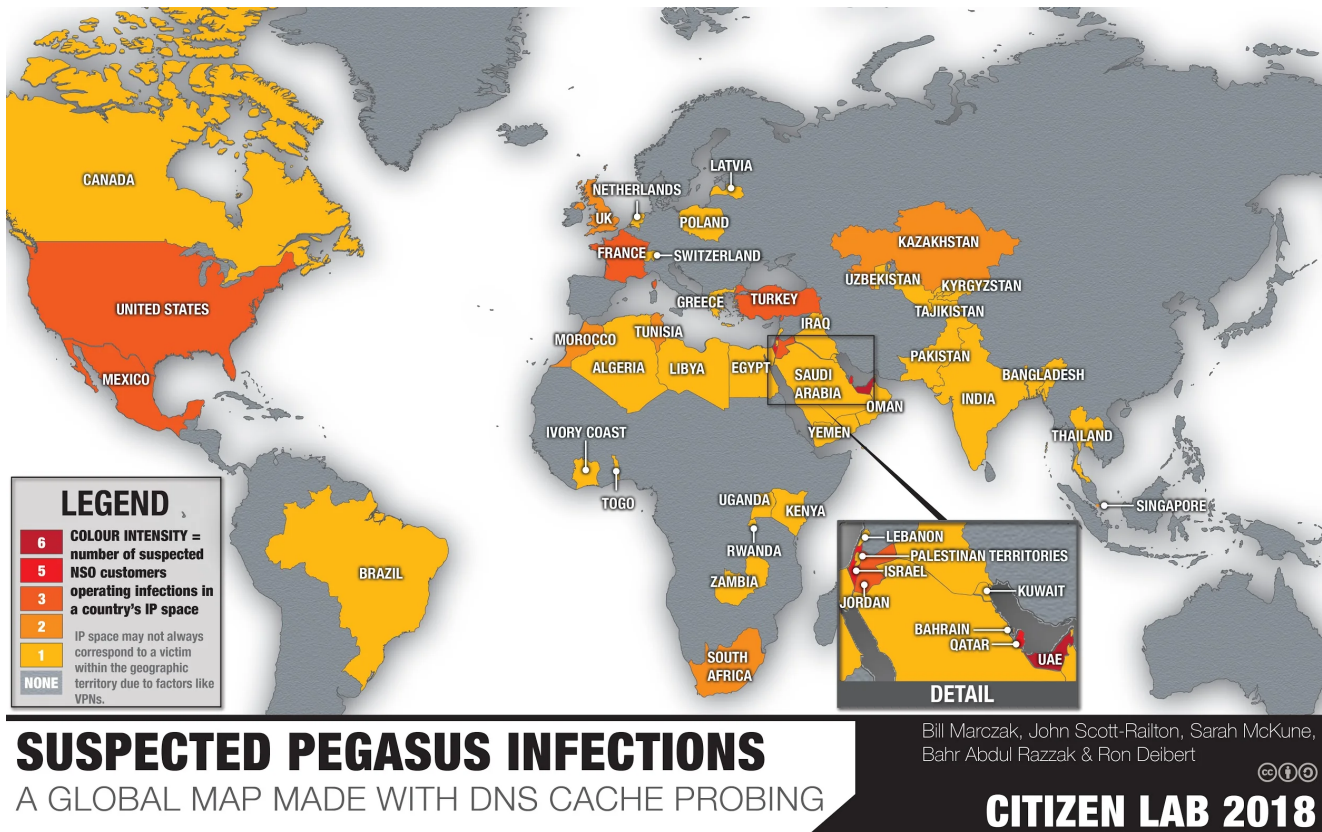 CANADA
UNITED STATES
MEXICO
BRAZIL
LATVIA
NETHERLANDS
UK
POLAND
FRANCE
SWITZERLAND
GREECE
TURKEY
KAZAKHSTAN
UZBEKISTAN
KYRGYZSTAN
TAJIKISTAN
MOROCCO
TUNISIA
IRAQ
ALGERIA
LIBYA
EGYPT
SAUDI
ARABIA
OMAN
YEMEN
PAKISTAN
BANGLADESH
INDIA
THAILAND
SINGAPORE
IVORY COAST
TOGO
UGANDA
KENYA
RWANDA
ZAMBIA
SOUTH
AFRICA
LEBANON
PALESTINAN TERRITORIES
ISRAEL
JORDAN
KUWAIT
BAHRAIN
QATAR
UAE
DETAIL
LEGEND
6
5
3
2
1
NONE
COLOUR INTENSITY =
number of suspected
NSO customers
operating infections in
a country's IP space
IP space may not always
correspond to a victim
within the geographic
territory due to factors like
VPNs.
SUSPECTED PEGASUS INFECTIONS
A GLOBAL MAP MADE WITH DNS CACHE PROBING
Bill Marczak, John Scott-Railton, Sarah McKune,
Bahr Abdul Razzak & Ron Deibert
cc
CITIZEN LAB 2018